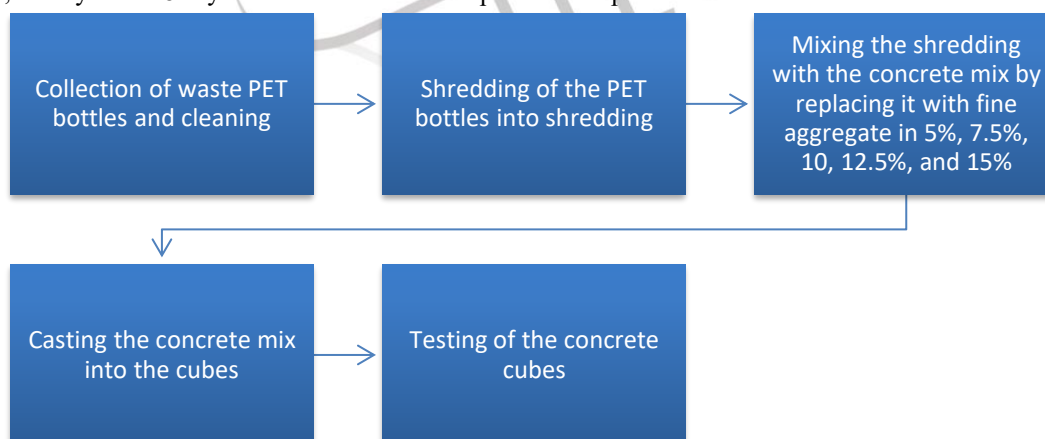 Collection of waste PET
bottles and cleaning
Shredding of the PET
bottles into shredding
Mixing the shredding
with the concrete mix by
replacing it with fine
aggregate in 5%, 7.5%,
10, 12.5%, and 15%
Casting the concrete mix
into the cubes
Testing of the concrete
cubes